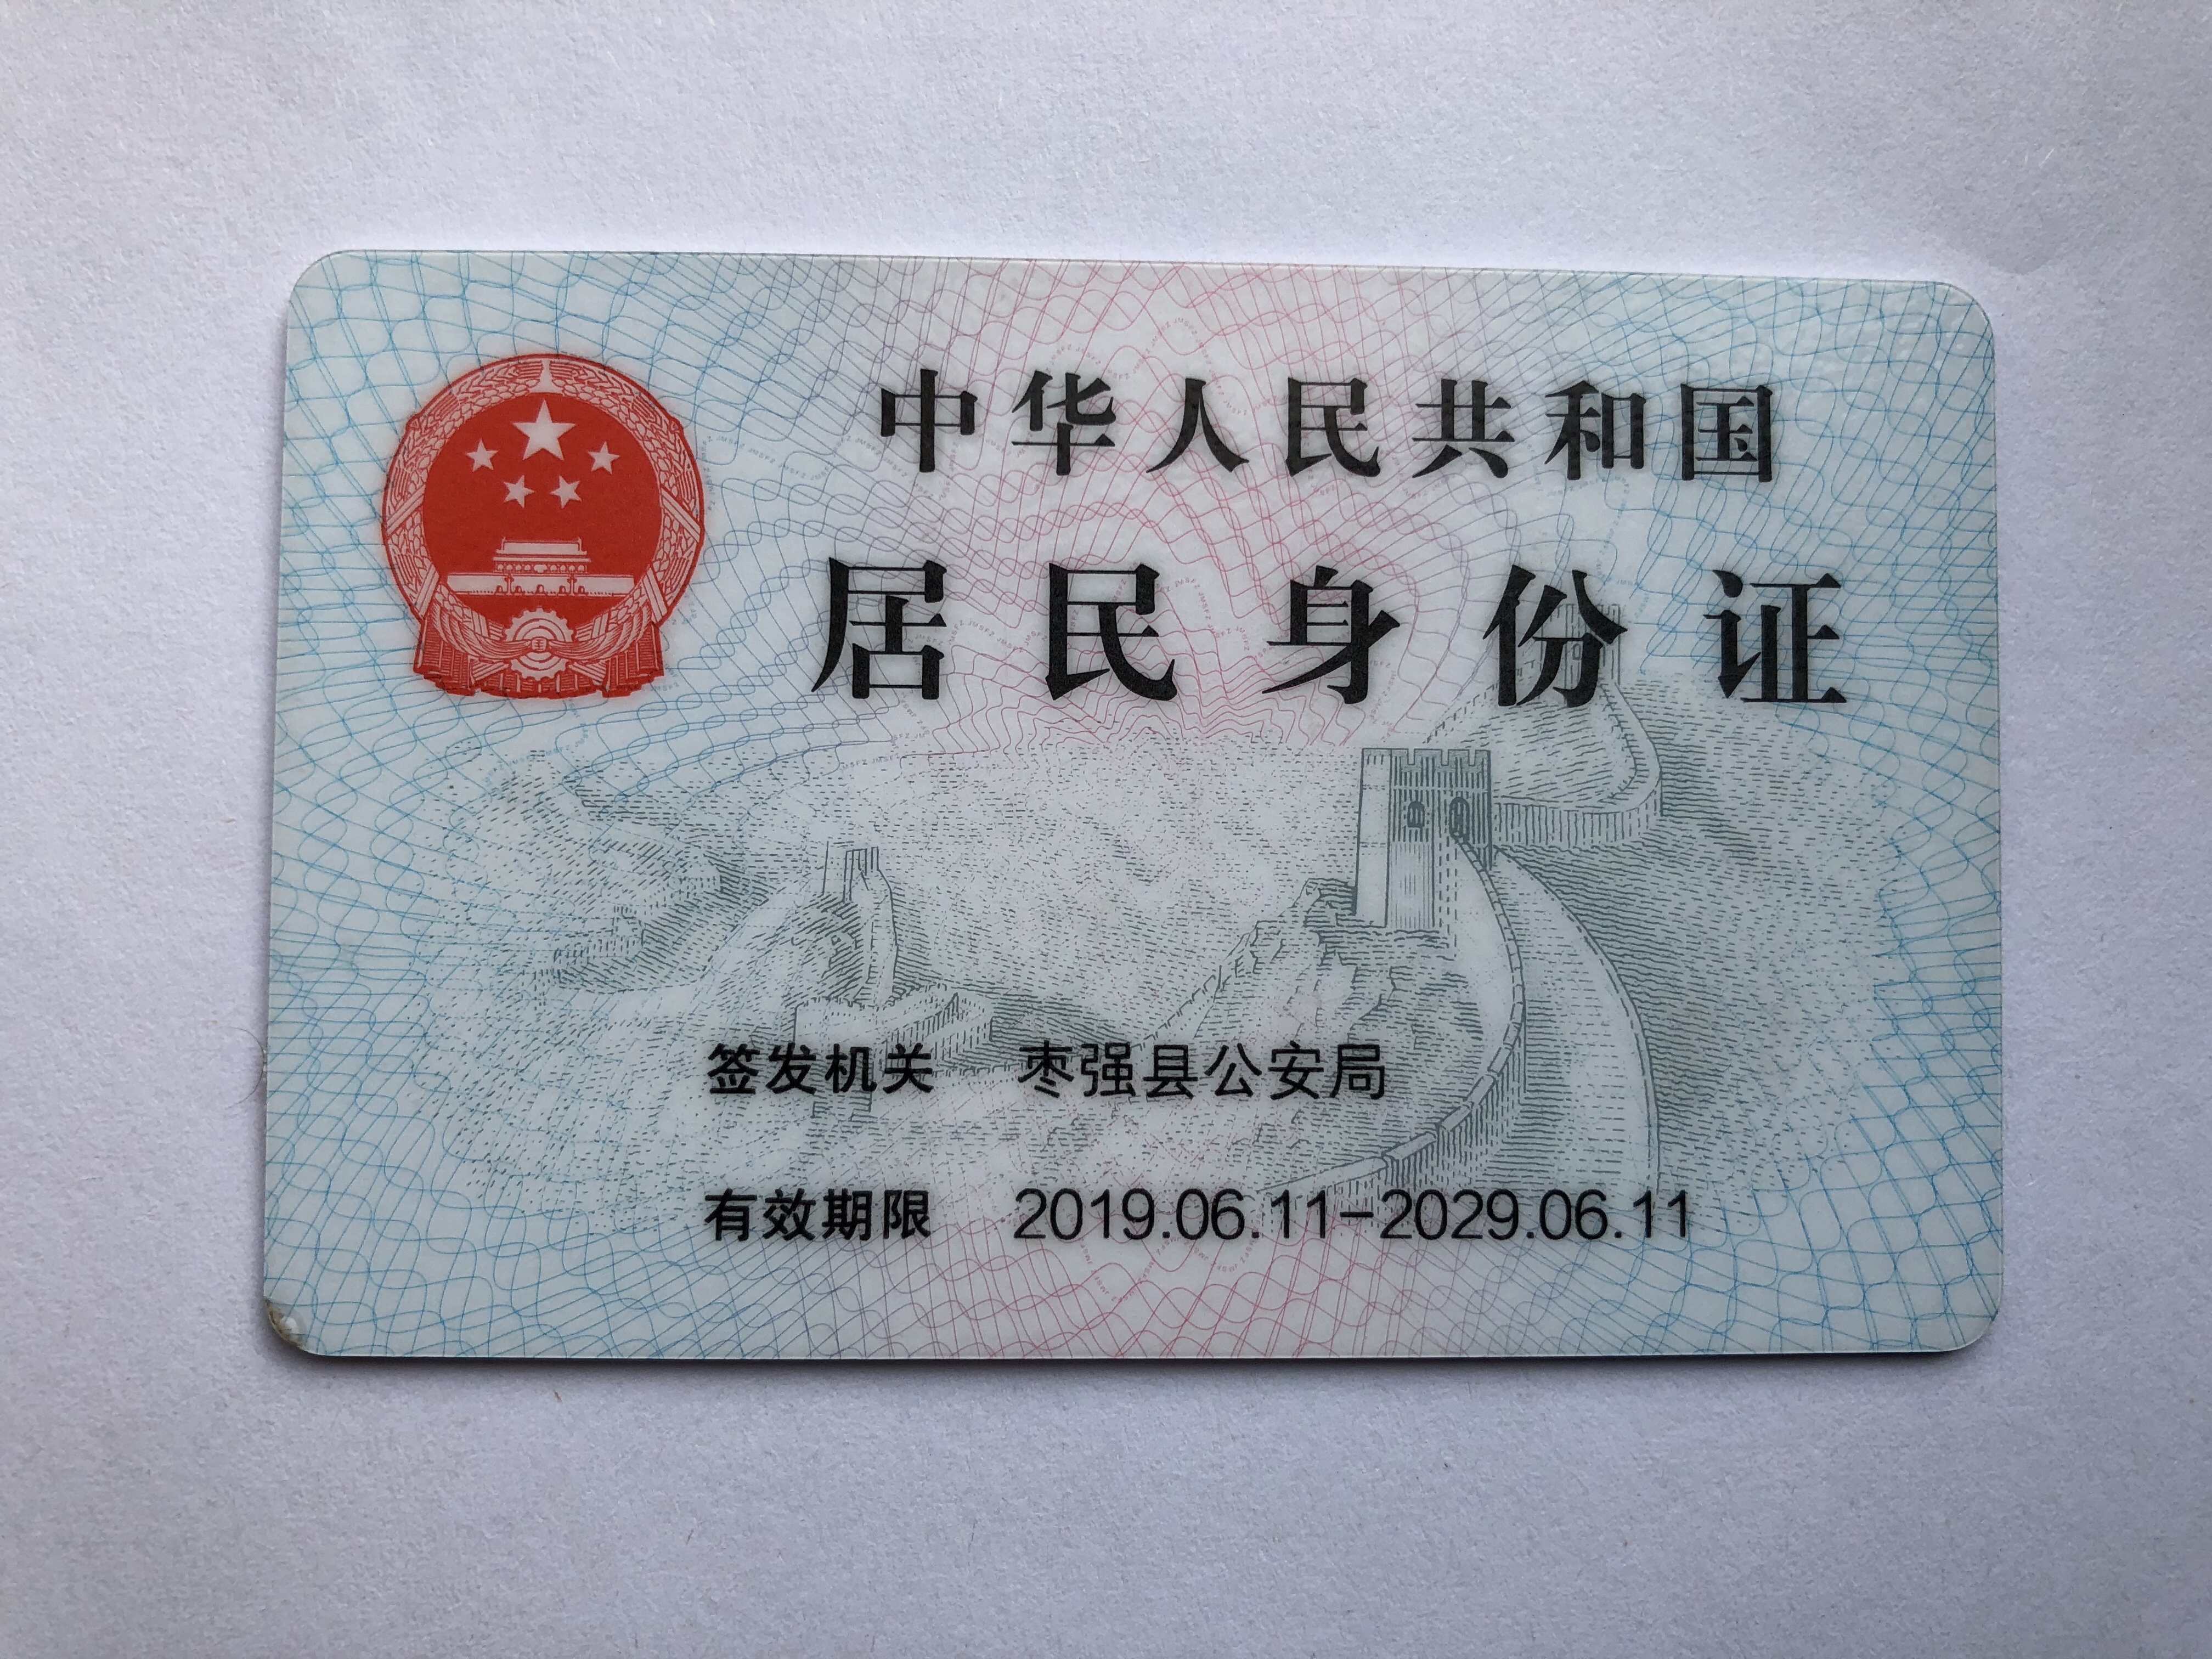 中华人民共和国
居民身份证
签发机关 枣强县公安局
有效期限 2019.06.11-2029.06.11